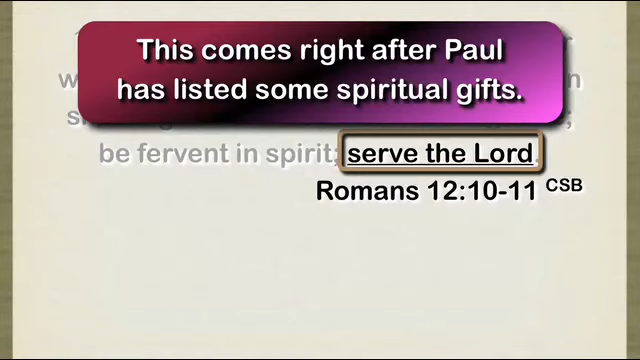 This comes right after Paul
has listed some spiritual gifts.
be fervent in spirit; serve the Lord.
Romans 12:10-11 CSB